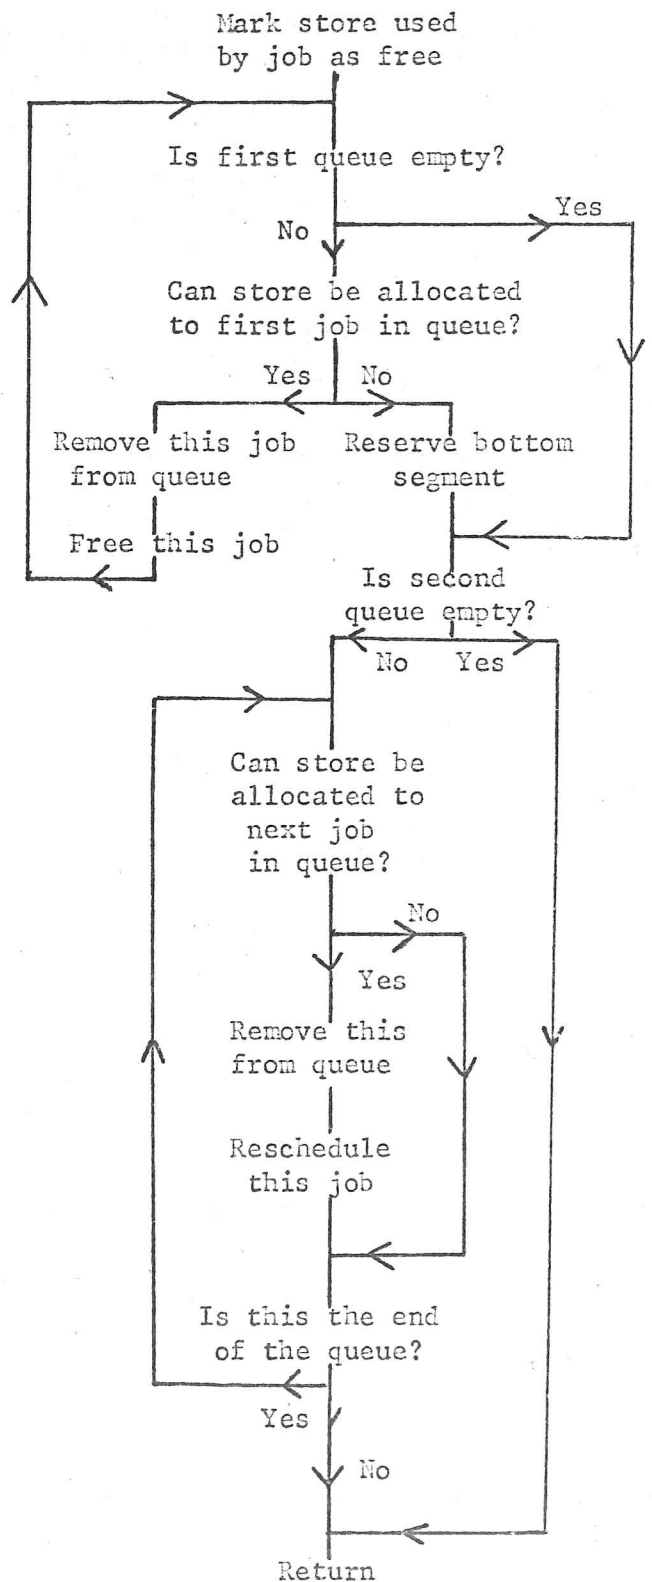 Mark store used
by job as free
Is first queue empty?
Yes
No
Can store be allocated
to first job in queue?
Yes No
Remove this job
from queue
Reserve bottom
segment
Free this job
Is second
queue empty?
No Yes
Can store be
allocated to
next job
in queue?
No
Yes
Remove this
from queue
Reschedule
this job
Is this the end
of the queue?
Yes
No
Return